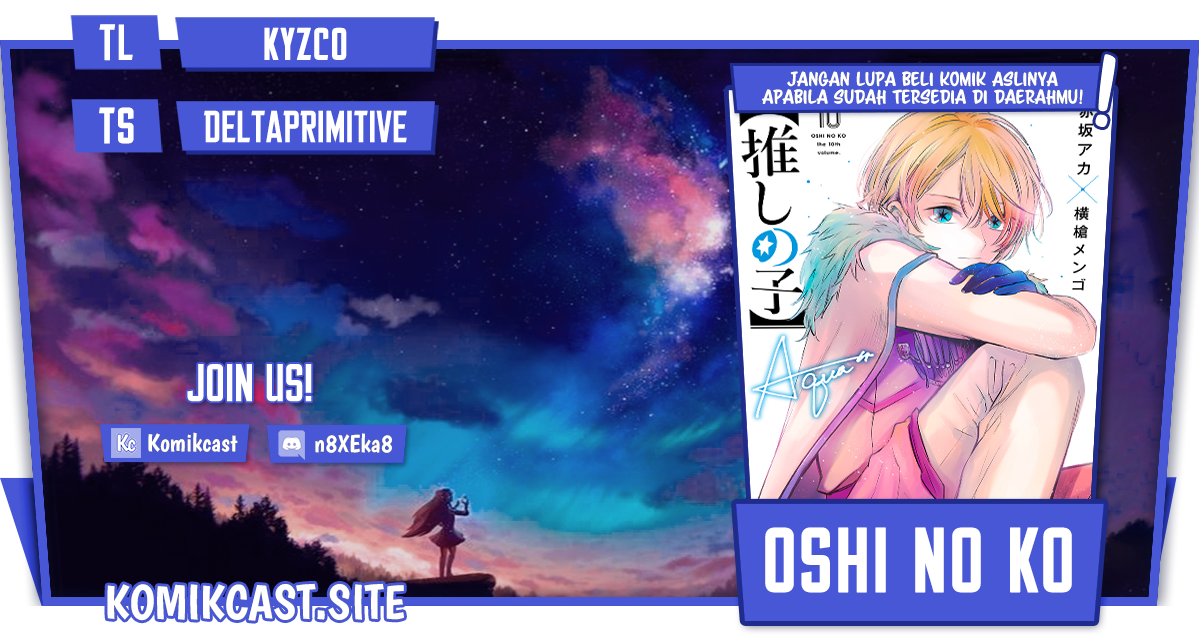 TL
KYZCO
TS
DELTAPRIMITIVE
JANGAN LUPA BELI KOMIK ASLINYA
APABILA SUDAH TERSEDIA DI DAERAHMU!
10
OSHI NO KO
the 10th
volume.
【推しの子】
赤坂アカ
×
横槍メンゴ
Aqua
JOIN US!
Kc Komikcast
n8XEka8
KOMIKCAST.SITE
OSHI NO KO